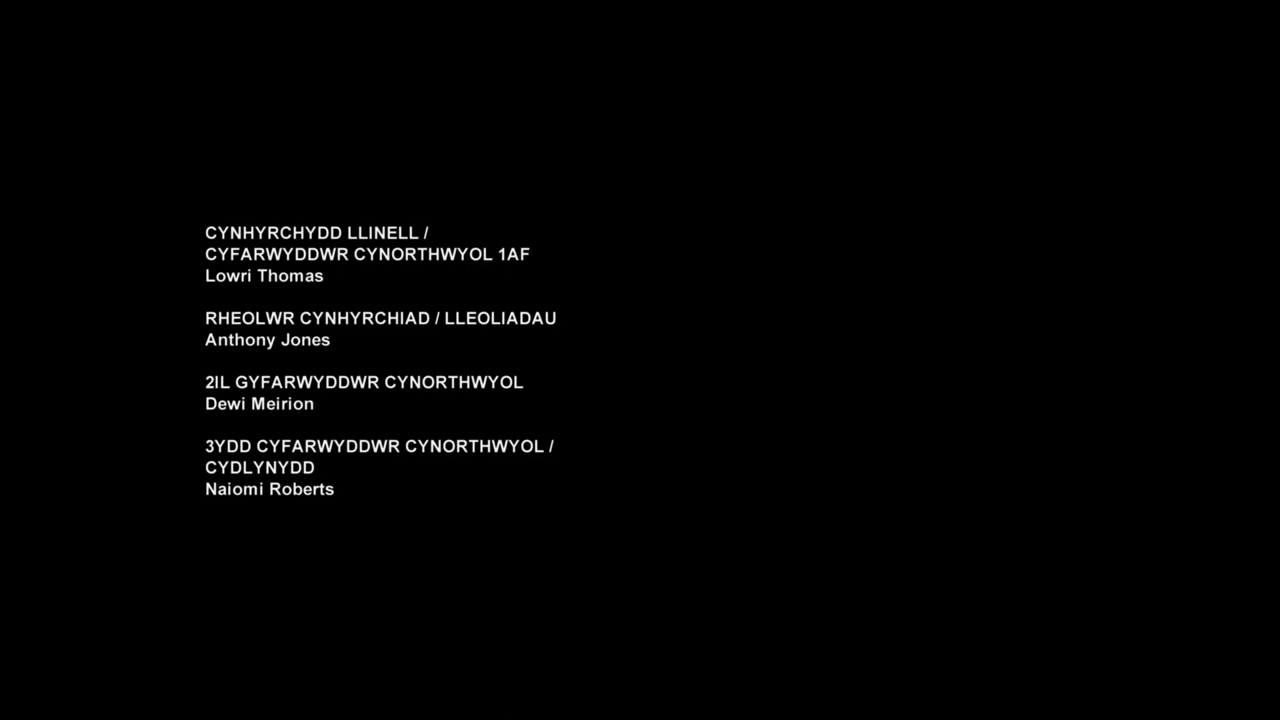 CYNHYRCHYDD LLINELL /
CYFARWYDDWR CYNORTHWYOL 1AF
Lowri Thomas
RHEOLWR CYNHYRCHIAD / LLEOLIADAU
Anthony Jones
2IL GYFARWYDDWR CYNORTHWYOL
Dewi Meirion
3YDD CYFARWYDDWR CYNORTHWYOL /
CYDLYNYDD
Naiomi Roberts